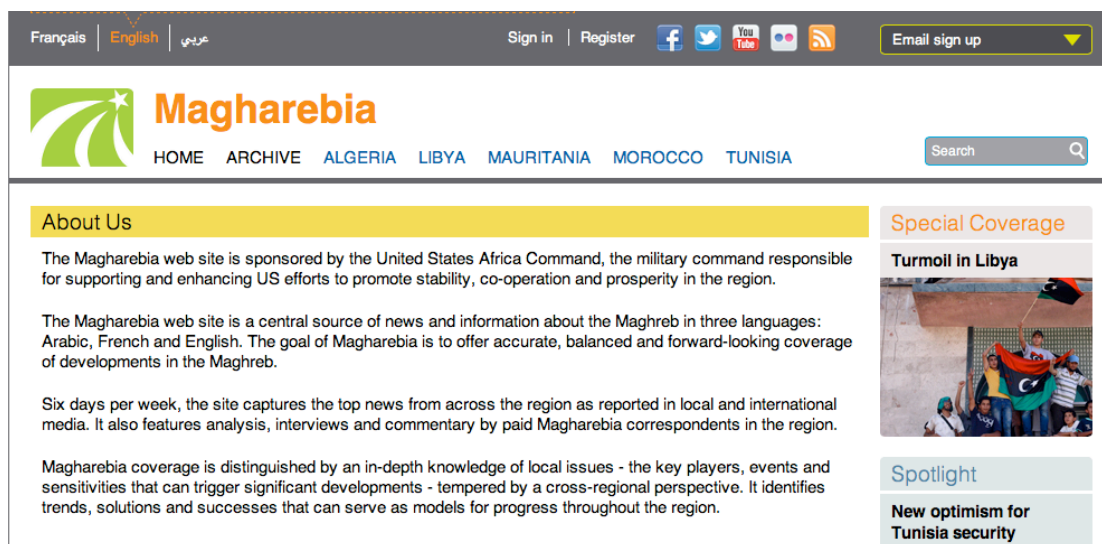 Français | English | عربي
Sign in | Register
You Tube
Email sign up
Magharebia
HOME ARCHIVE ALGERIA LIBYA MAURITANIA MOROCCO TUNISIA
Search
About Us
The Magharebia web site is sponsored by the United States Africa Command, the military command responsible
for supporting and enhancing US efforts to promote stability, co-operation and prosperity in the region.
The Magharebia web site is a central source of news and information about the Maghreb in three languages:
Arabic, French and English. The goal of Magharebia is to offer accurate, balanced and forward-looking coverage
of developments in the Maghreb.
Six days per week, the site captures the top news from across the region as reported in local and international
media. It also features analysis, interviews and commentary by paid Magharebia correspondents in the region.
Magharebia coverage is distinguished by an in-depth knowledge of local issues - the key players, events and
sensitivities that can trigger significant developments - tempered by a cross-regional perspective. It identifies
trends, solutions and successes that can serve as models for progress throughout the region.
Special Coverage
Turmoil in Libya
Spotlight
New optimism for
Tunisia security